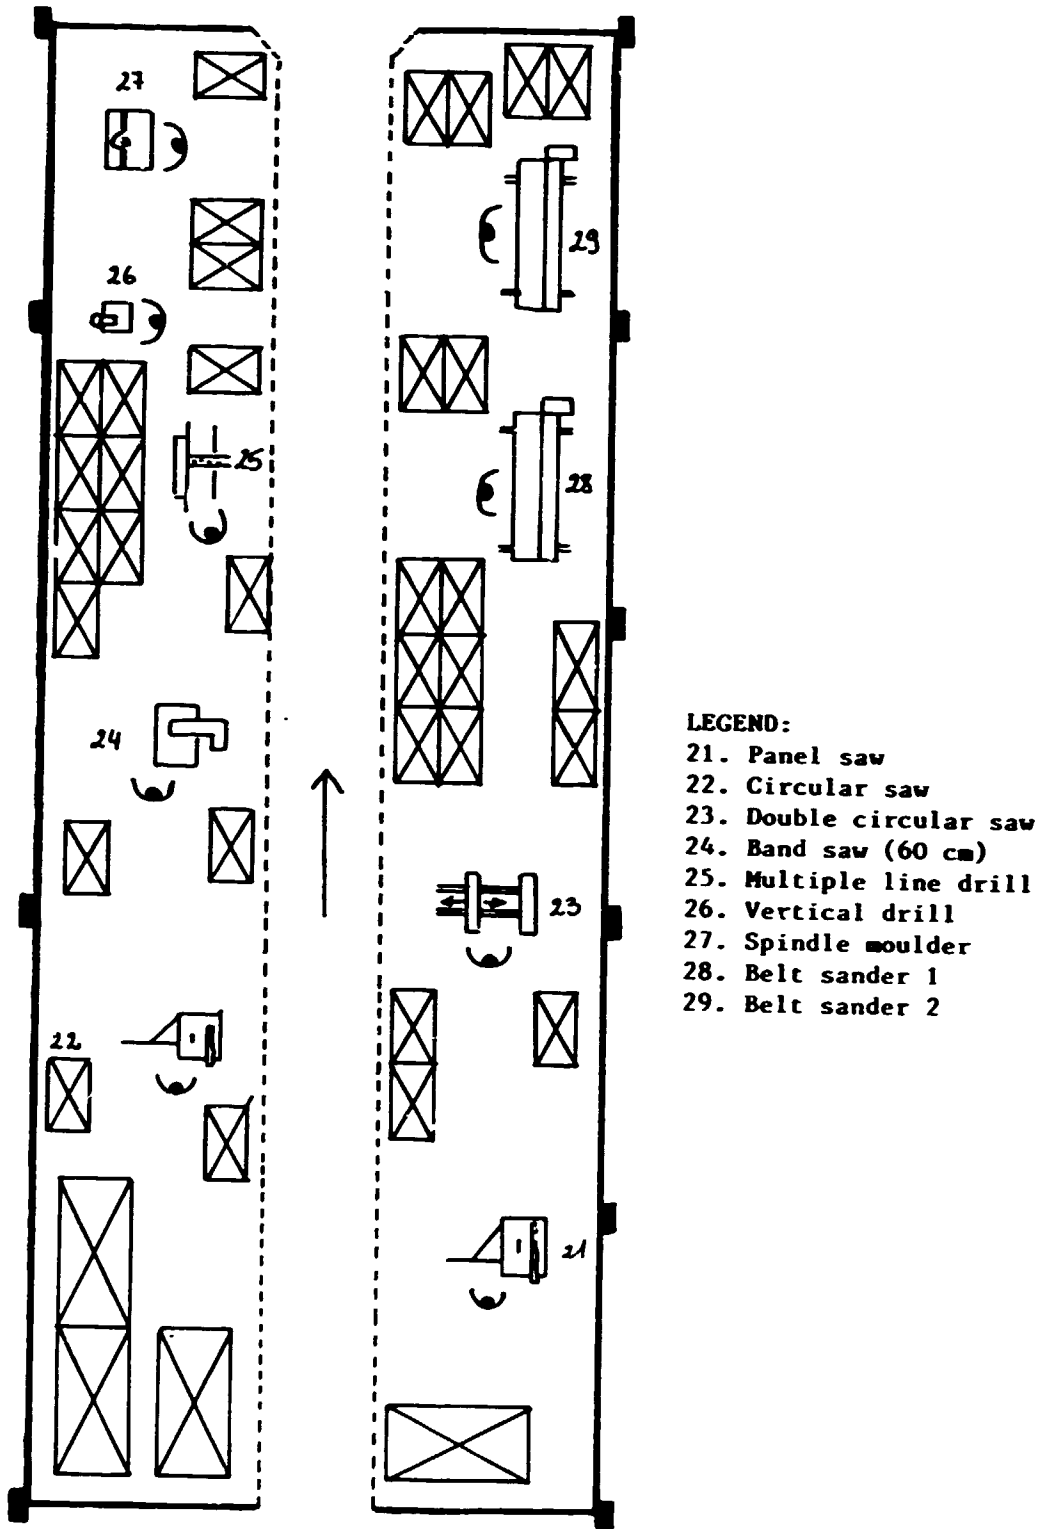 27
29
26
25
28
24
23
22
21
LEGEND:
21. Panel saw
22. Circular saw
23. Double circular saw
24. Band saw (60 cm)
25. Multiple line drill
26. Vertical drill
27. Spindle moulder
28. Belt sander 1
29. Belt sander 2